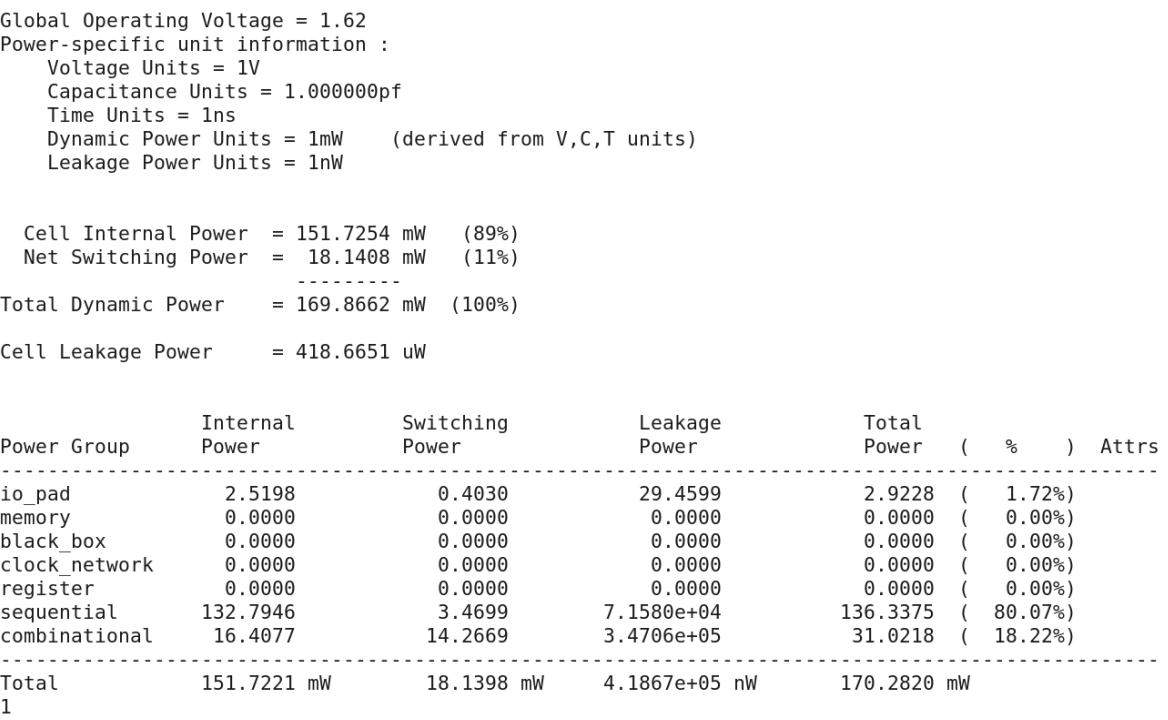 Global Operating Voltage = 1.62
Power-specific unit information :
    Voltage Units = 1V
    Capacitance Units = 1.000000pf
    Time Units = 1ns
    Dynamic Power Units = 1mW    (derived from V,C,T units)
    Leakage Power Units = 1nW
  Cell Internal Power  = 151.7254 mW   (89%)
  Net Switching Power  =  18.1408 mW   (11%)
                         ---------
Total Dynamic Power    = 169.8662 mW  (100%)
Cell Leakage Power     = 418.6651 uW
                 Internal         Switching           Leakage            Total
Power Group      Power            Power               Power              Power   (   %    )  Attrs
--------------------------------------------------------------------------------------------------
io_pad             2.5198            0.4030           29.4599            2.9228  (   1.72%)
memory             0.0000            0.0000            0.0000            0.0000  (   0.00%)
black_box          0.0000            0.0000            0.0000            0.0000  (   0.00%)
clock_network      0.0000            0.0000            0.0000            0.0000  (   0.00%)
register           0.0000            0.0000            0.0000            0.0000  (   0.00%)
sequential       132.7946            3.4699        7.1580e+04          136.3375  (  80.07%)
combinational     16.4077           14.2669        3.4706e+05           31.0218  (  18.22%)
--------------------------------------------------------------------------------------------------
Total            151.7221 mW        18.1398 mW     4.1867e+05 nW       170.2820 mW
1